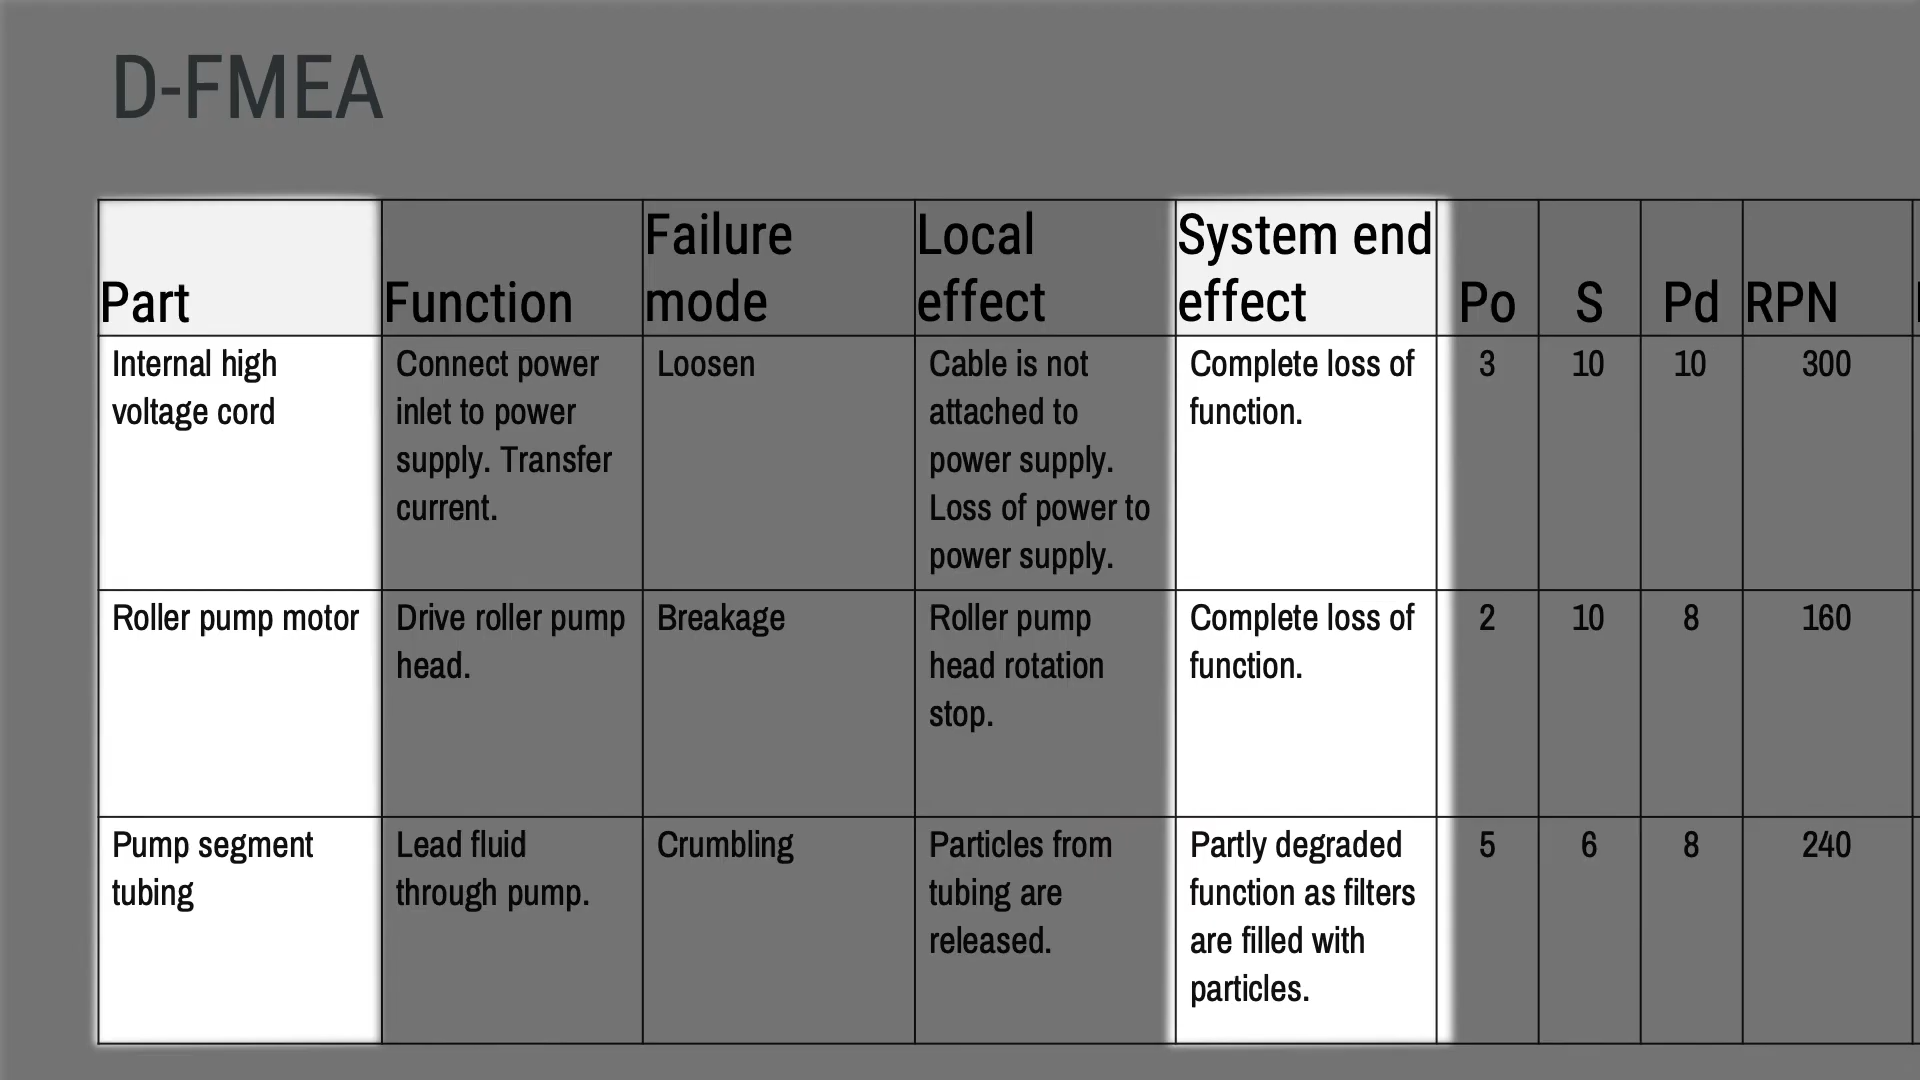 D-FMEA
Part
Function
Failure
mode
Local
effect
System end
effect
Po
S
Pd
RPN
Internal high
voltage cord
Connect power
inlet to power
supply. Transfer
current.
Loosen
Cable is not
attached to
power supply.
Loss of power to
power supply.
Complete loss of
function.
3
10
10
300
Roller pump motor
Drive roller pump
head.
Breakage
Roller pump
head rotation
stop.
Complete loss of
function.
2
10
8
160
Pump segment
tubing
Lead fluid
through pump.
Crumbling
Particles from
tubing are
released.
Partly degraded
function as filters
are filled with
particles.
5
6
8
240